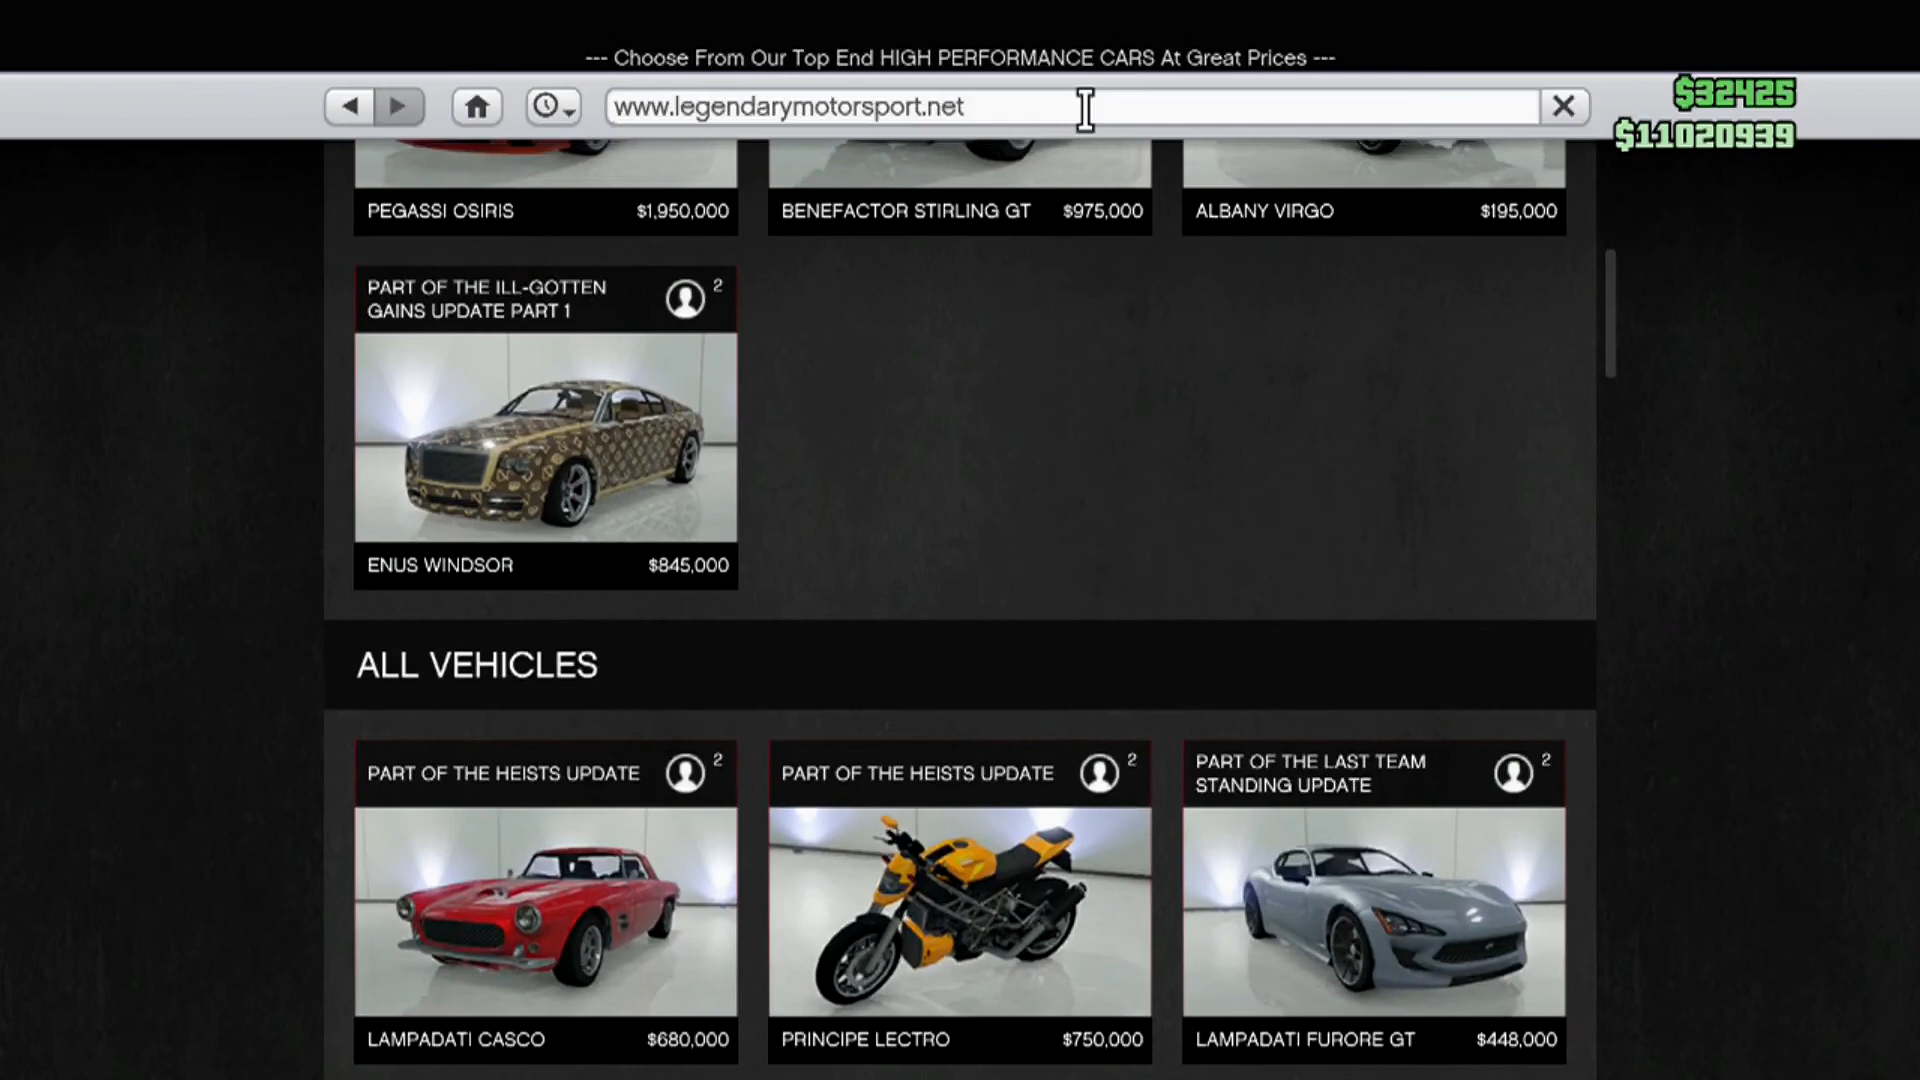 --- Choose From Our Top End HIGH PERFORMANCE CARS At Great Prices ---
www.legendarymotorsport.net
$32425
$11020939
PEGASSI OSIRIS $1,950,000
BENEFACTOR STIRLING GT $975,000
ALBANY VIRGO $195,000
PART OF THE ILL-GOTTEN
GAINS UPDATE PART 1
2
ENUS WINDSOR $845,000
ALL VEHICLES
PART OF THE HEISTS UPDATE 2
PART OF THE HEISTS UPDATE 2
PART OF THE LAST TEAM
STANDING UPDATE
2
LAMPADATI CASCO $680,000
PRINCIPE LECTRO $750,000
LAMPADATI FURORE GT $448,000